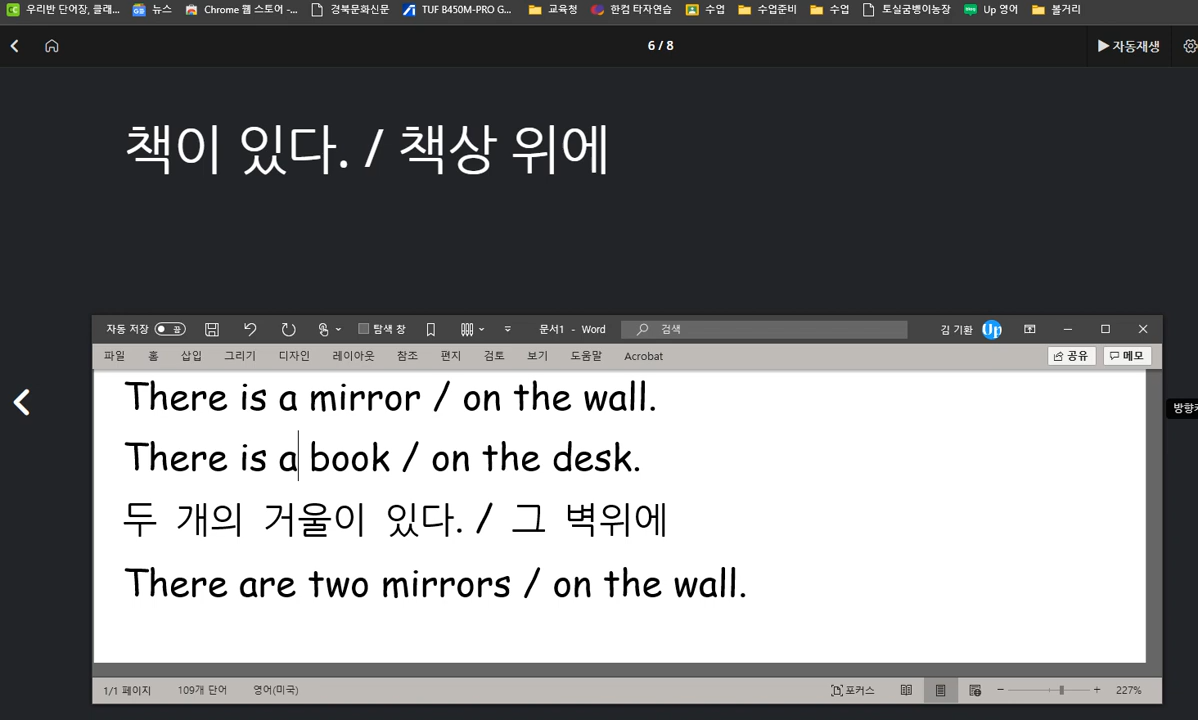 우리반 단어장, 클래... 뉴스 Chrome 웹 스토어 -... 경북문화신문 TUF B450M-PRO G... 교육청 한컴 타자연습 수업 수업준비 수업 토실굼벵이농장 Up 영어 볼거리
6 / 8 ▶자동재생
책이 있다. / 책상 위에
자동 저장 끔 탐색 창 문서1 - Word 검색 김 기환 Up
파일 홈 삽입 그리기 디자인 레이아웃 참조 편지 검토 보기 도움말 Acrobat 공유 메모
There is a mirror / on the wall.
방향키
There is a book / on the desk.
두 개의 거울이 있다. / 그 벽위에
There are two mirrors / on the wall.
1/1 페이지 109개 단어 영어(미국) 포커스 - + 227%